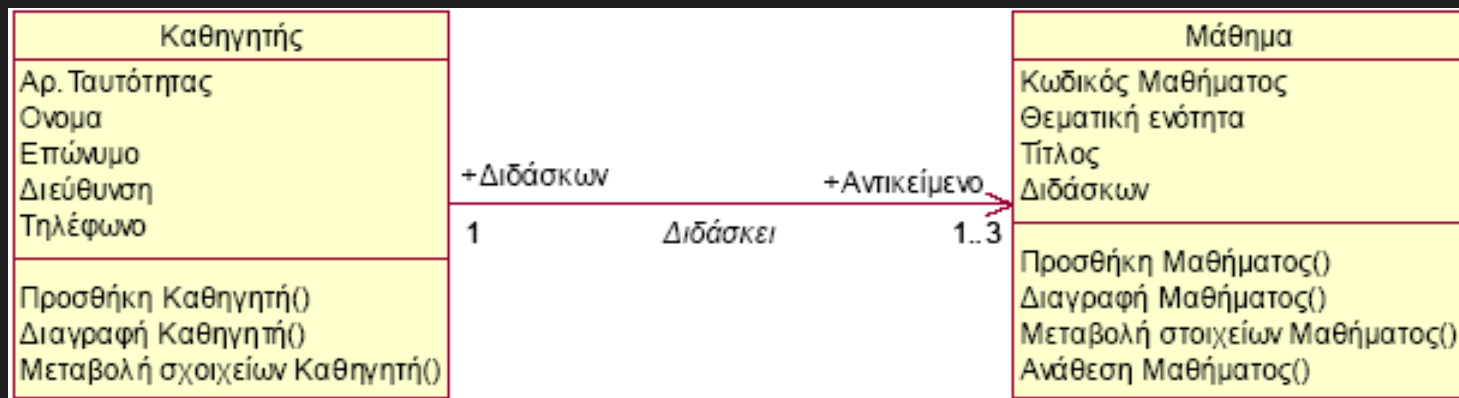 Καθηγητής
Αρ. Ταυτότητας
Ονομα
Επώνυμο
Διεύθυνση
Τηλέφωνο
Προσθήκη Καθηγητή()
Διαγραφή Καθηγητή()
Μεταβολή σχοιχείων Καθηγητή()
+Διδάσκων
+Αντικείμενο
1
Διδάσκει
1..3
Μάθημα
Κωδικός Μαθήματος
Θεματική ενότητα
Τίτλος
Διδάσκων
Προσθήκη Μαθήματος()
Διαγραφή Μαθήματος()
Μεταβολή στοιχείων Μαθήματος()
Ανάθεση Μαθήματος()